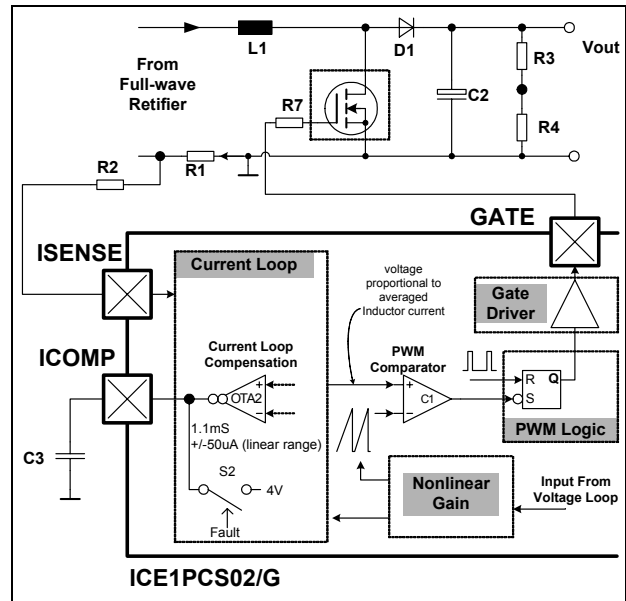 L1
D1
Vout
R3
From
Full-wave
Retifier
R7
C2
R4
R2
R1
GATE
ISENSE
Current Loop
voltage
proportional to
averaged
Inductor current
Gate
Driver
ICOMP
Current Loop
Compensation
PWM
Comparator
+
OTA2
−
+
C1
−
R
Q
S
PWM Logic
1.1mS
+/-50uA (linear range)
C3
S2
4V
Fault
Nonlinear
Gain
Input From
Voltage Loop
ICE1PCS02/G